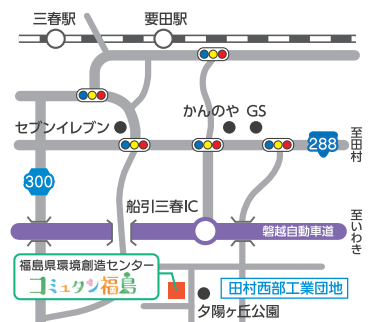 三春駅
要田駅
かんのや GS
セブンイレブン
288
至田村
300
船引三春IC
磐越自動車道
至いわき
福島県環境創造センター
コミュタン福島
田村西部工業団地
夕陽ヶ丘公園